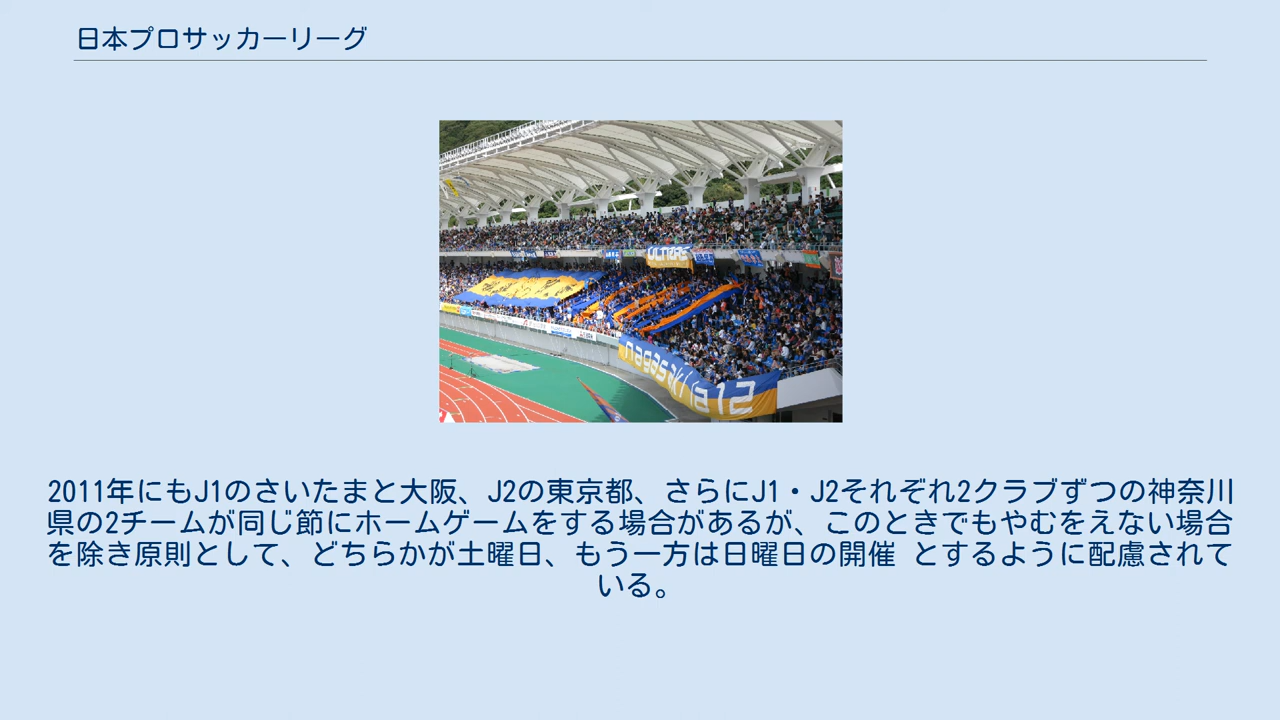 日本プロサッカーリーグ
ULTRAS
nagasaki
12
2011年にもJ1のさいたまと大阪、J2の東京都、さらにJ1・J2それぞれ2クラブずつの神奈川
県の2チームが同じ節にホームゲームをする場合があるが、このときでもやむをえない場合
を除き原則として、どちらかが土曜日、もう一方は日曜日の開催 とするように配慮されて
いる。